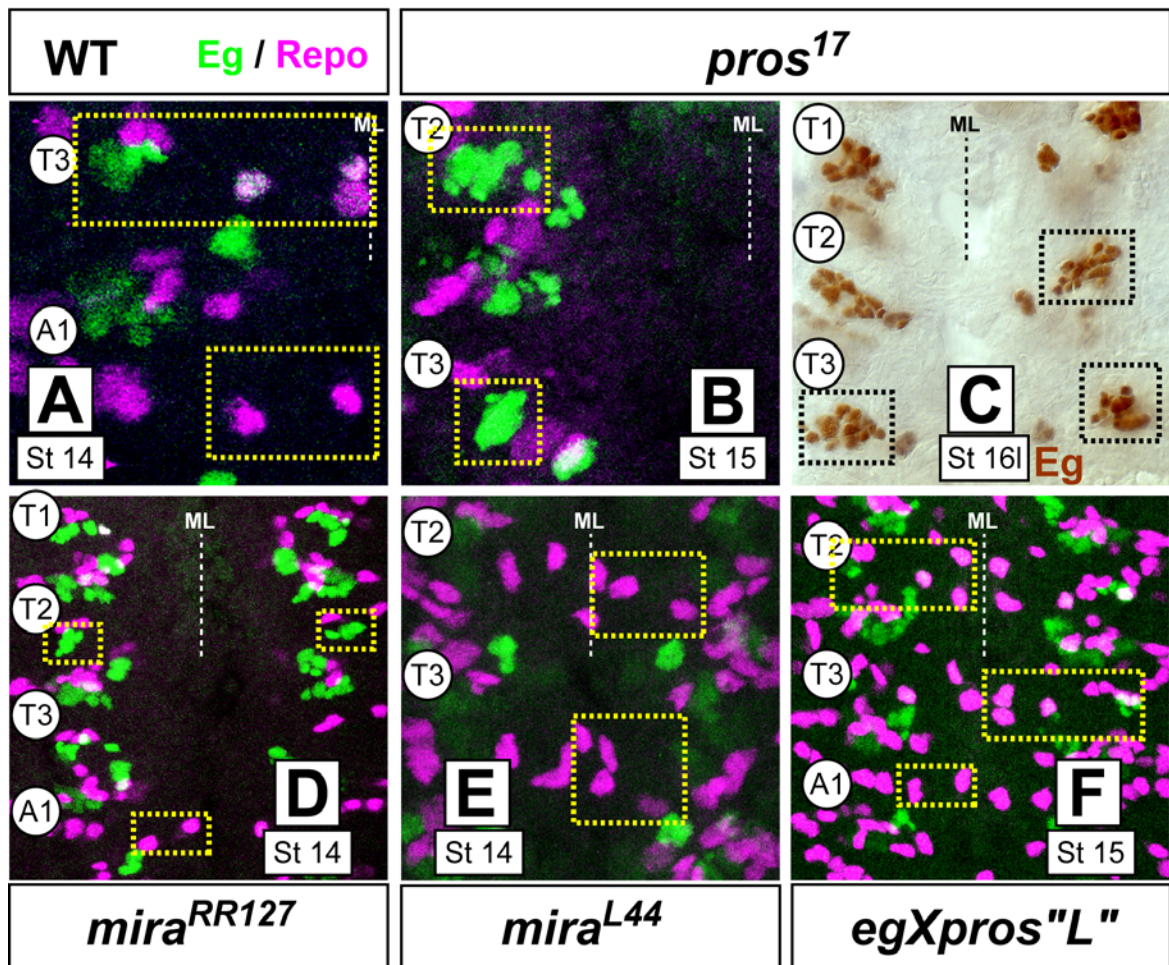 WT Eg / Repo
pros17
T3
ML
A1
A
St 14
T2
ML
T3
B
St 15
T1
ML
T2
T3
C
St 16l Eg
T1
ML
T2
T3
A1
D
St 14
T2
ML
T3
E
St 14
T2
ML
T3
A1
F
St 15
miraRR127
miraL44
egXpros"L"